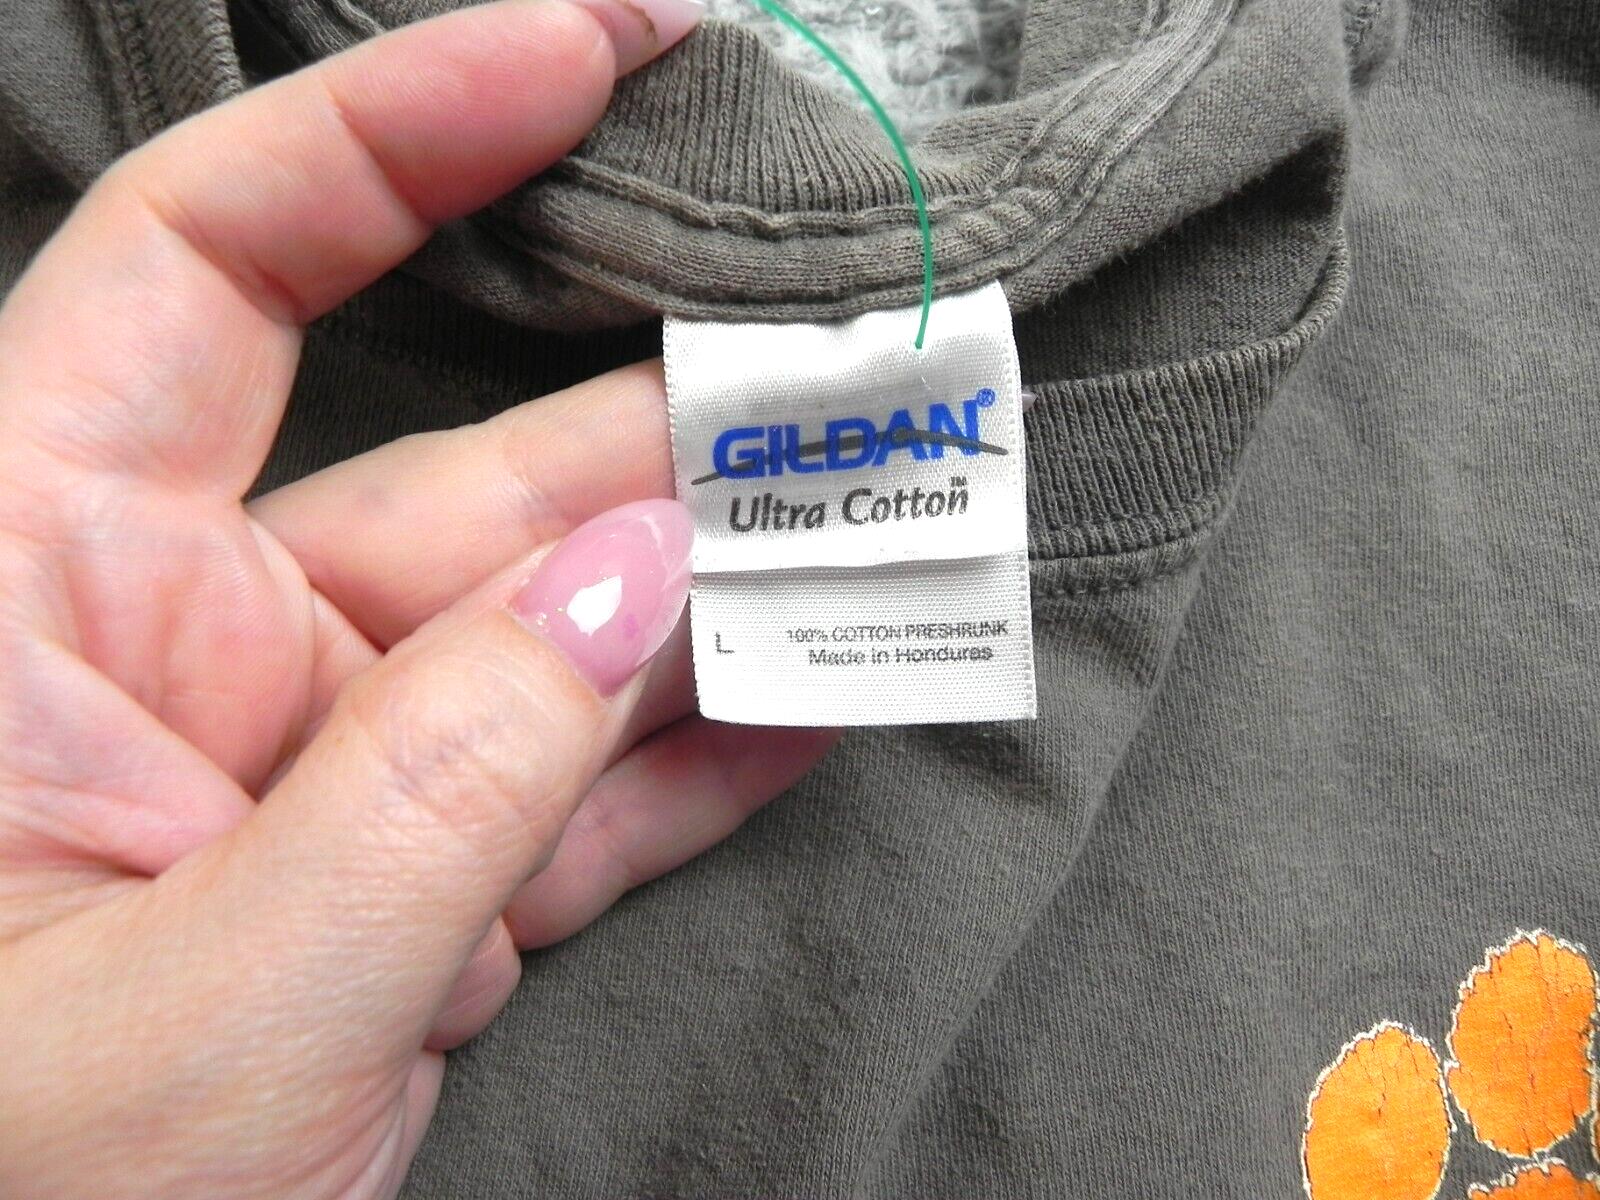 GILDAN®
Ultra Cotton™
L 100% COTTON PRESHRUNK
Made in Honduras